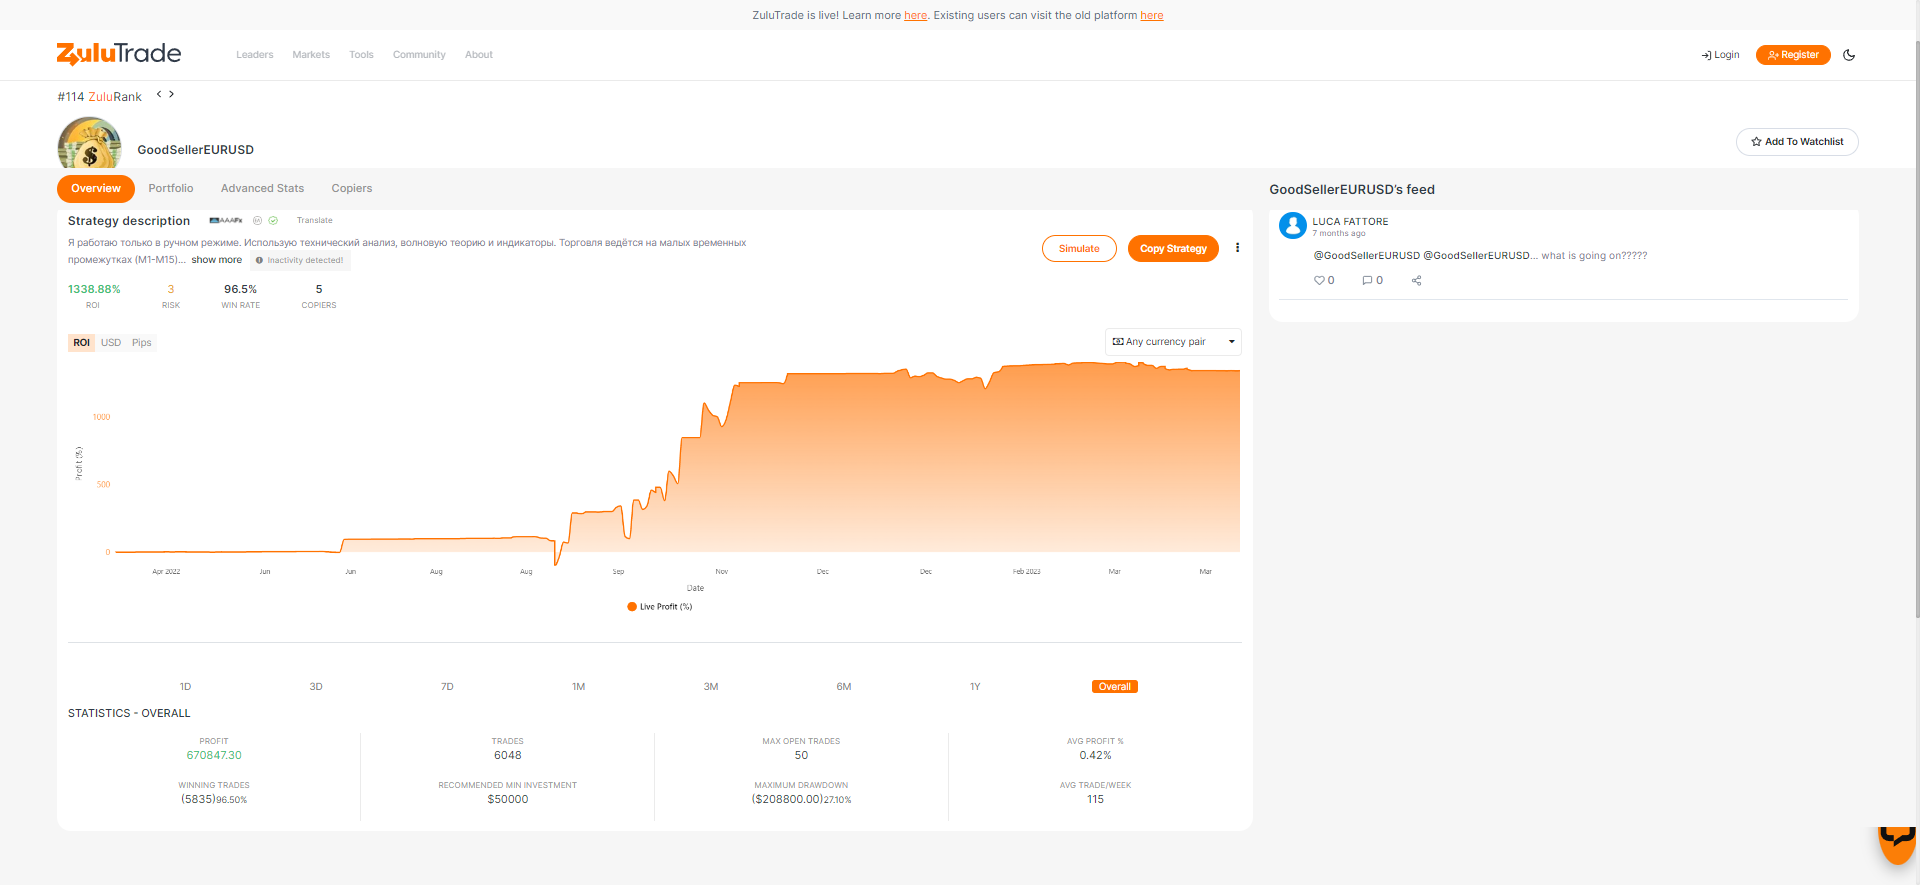 ZuluTrade is live! Learn more here. Existing users can visit the old platform here
ZuluTrade
Leaders Markets Tools Community About
Login Register
#114 ZuluRank < >
GoodSellerEURUSD
Add To Watchlist
Overview Portfolio Advanced Stats Copiers
Strategy description AAAFx Translate
Я работаю только в ручном режиме. Использую технический анализ, волновую теорию и индикаторы. Торговля ведётся на малых временных
промежутках (М1-М15)... show more Inactivity detected!
Simulate Copy Strategy
1338.88% 3 96.5% 5
ROI RISK WIN RATE COPIERS
ROI USD Pips
Any currency pair
1000
500
0
Profit (%)
Apr 2022 Jun Jun Aug Aug Sep Nov Dec Dec Feb 2023 Mar Mar
Date
Live Profit (%)
1D 3D 7D 1M 3M 6M 1Y Overall
STATISTICS - OVERALL
PROFIT TRADES MAX OPEN TRADES AVG PROFIT %
670847.30 6048 50 0.42%
WINNING TRADES RECOMMENDED MIN INVESTMENT MAXIMUM DRAWDOWN AVG TRADE/WEEK
(5835)96.50% $50000 ($208800.00)27.10% 115
GoodSellerEURUSD's feed
LUCA FATTORE
7 months ago
@GoodSellerEURUSD @GoodSellerEURUSD... what is going on?????
0 0